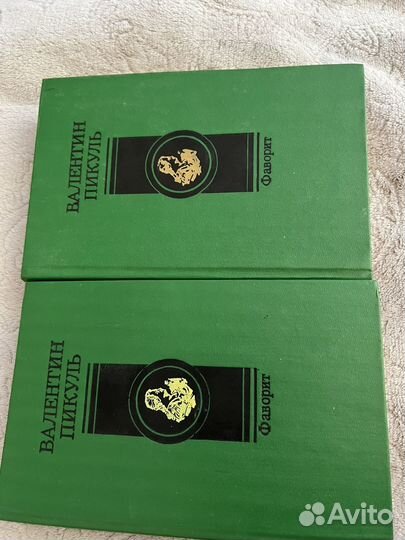 ВАЛЕНТИН
ПИКУЛЬ
Фаворит
ВАЛЕНТИН
ПИКУЛЬ
Фаворит
Avito